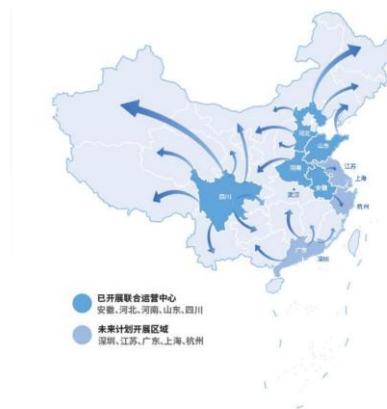 河北
山东
江苏
河南
上海
安徽
四川
武汉
杭州
广东
深圳
已开展联合运营中心
安徽、河北、河南、山东、四川
未来计划开展区域
深圳、江苏、广东、上海、杭州